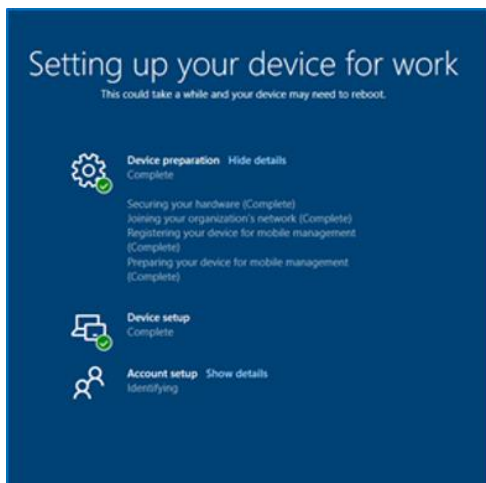 Setting up your device for work
This could take a while and your device may need to reboot.
Device preparation Hide details
Complete
Securing your hardware (Complete)
Joining your organization's network (Complete)
Registering your device for mobile management
(Complete)
Preparing your device for mobile management
(Complete)
Device setup
Complete
Account setup Show details
Identifying